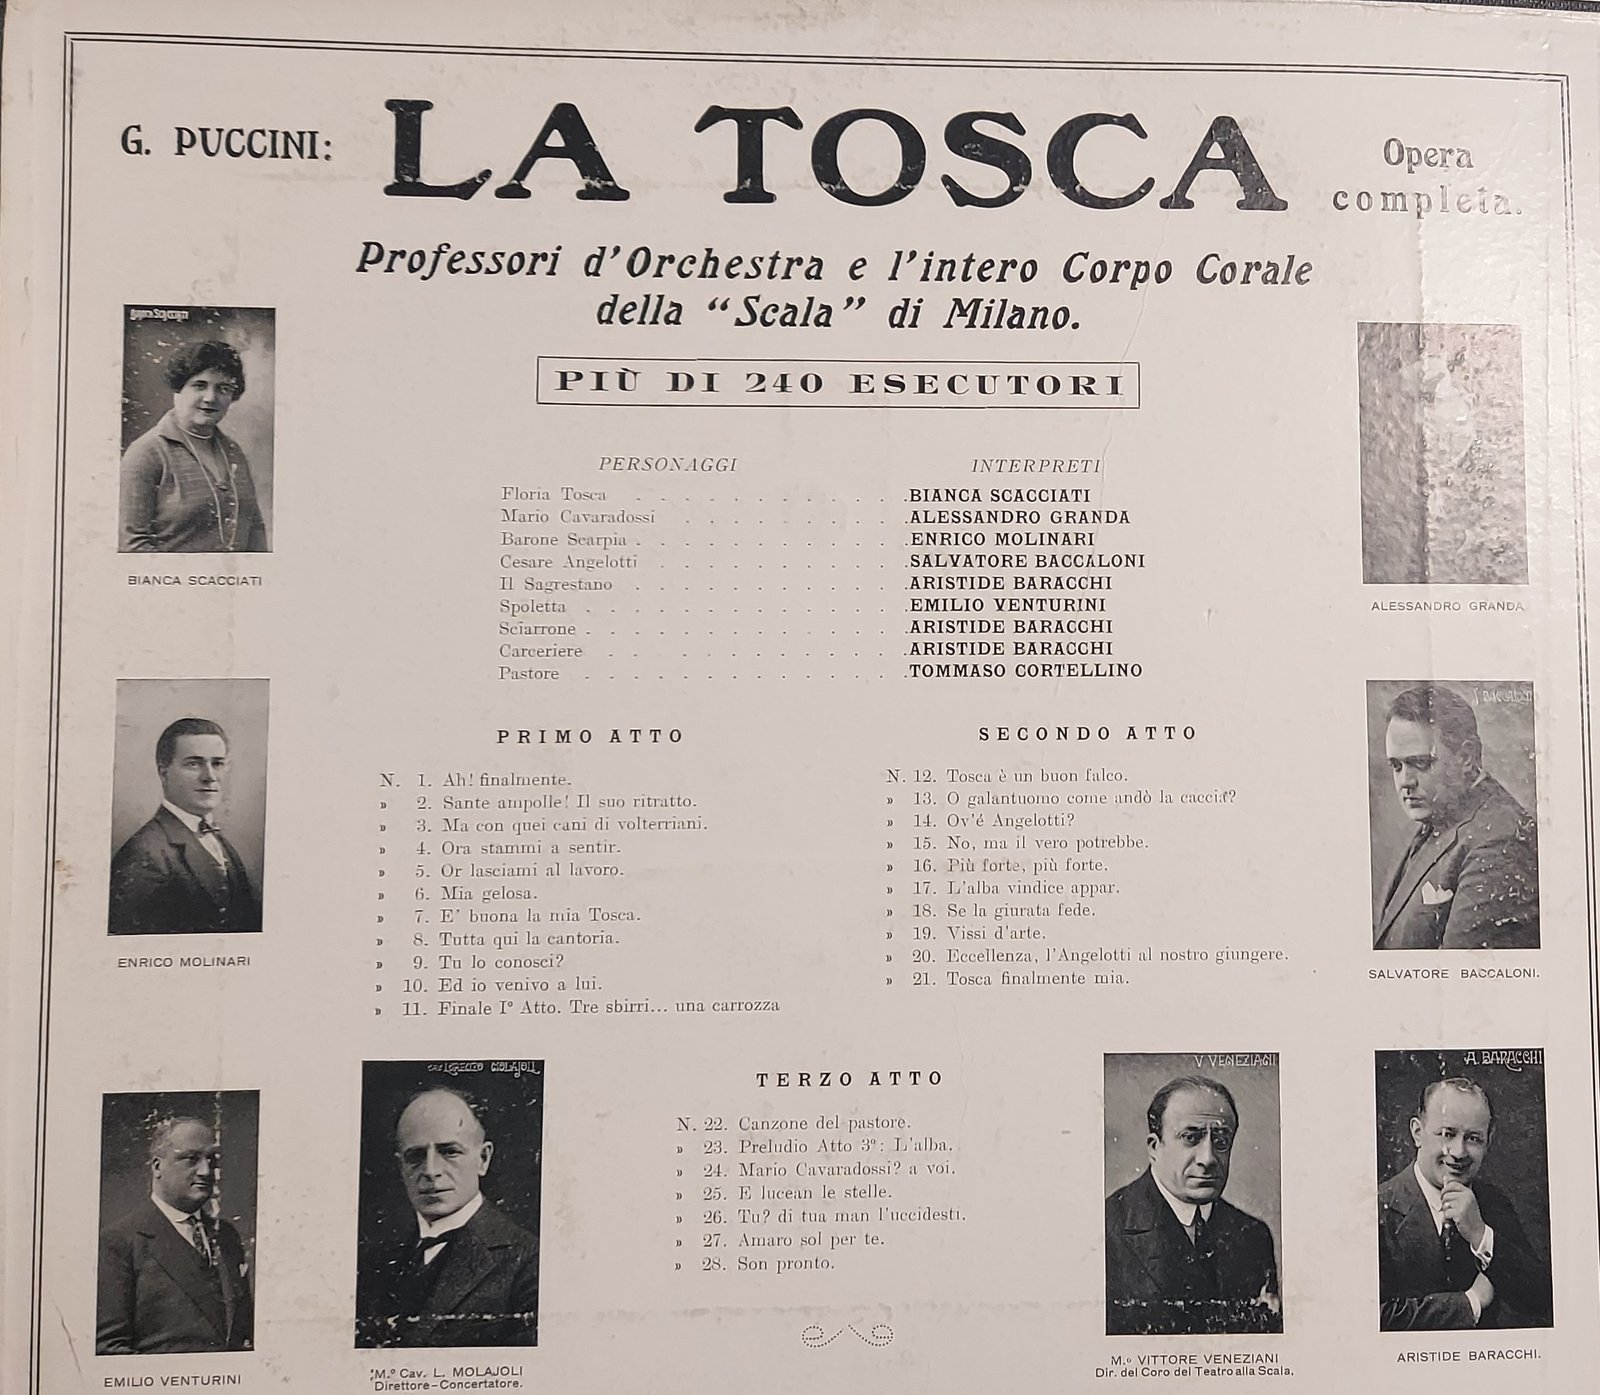 G. PUCCINI: LA TOSCA Opera completa.
Professori d'Orchestra e l'intero Corpo Corale
della “Scala” di Milano.
PIÙ DI 240 ESECUTORI
PERSONAGGI INTERPRETI
Floria Tosca . . . . . . . . . . . .BIANCA SCACCIATI
Mario Cavaradossi . . . . . . . . . .ALESSANDRO GRANDA
Barone Scarpia . . . . . . . . . . . .ENRICO MOLINARI
Cesare Angelotti . . . . . . . . . . .SALVATORE BACCALONI
Il Sagrestano . . . . . . . . . . . .ARISTIDE BARACCHI
Spoletta . . . . . . . . . . . . . .EMILIO VENTURINI
Sciarrone . . . . . . . . . . . . . .ARISTIDE BARACCHI
Carceriere . . . . . . . . . . . . .ARISTIDE BARACCHI
Pastore . . . . . . . . . . . . . .TOMMASO CORTELLINO
BIANCA SCACCIATI
BIANCA SCACCIATI
ALESSANDRO GRANDA
ENRICO MOLINARI
S. BACCALONI
SALVATORE BACCALONI.
PRIMO ATTO
N. 1. Ah! finalmente.
» 2. Sante ampolle! Il suo ritratto.
» 3. Ma con quei cani di volterriani.
» 4. Ora stammi a sentir.
» 5. Or lasciami al lavoro.
» 6. Mia gelosa.
» 7. E' buona la mia Tosca.
» 8. Tutta qui la cantoria.
» 9. Tu lo conosci?
» 10. Ed io venivo a lui.
» 11. Finale I° Atto. Tre sbirri... una carrozza
SECONDO ATTO
N. 12. Tosca è un buon falco.
» 13. O galantuomo come andò la caccia?
» 14. Ov'é Angelotti?
» 15. No, ma il vero potrebbe.
» 16. Più forte, più forte.
» 17. L'alba vindice appar.
» 18. Se la giurata fede.
» 19. Vissi d'arte.
» 20. Eccellenza, l'Angelotti al nostro giungere.
» 21. Tosca finalmente mia.
TERZO ATTO
N. 22. Canzone del pastore.
» 23. Preludio Atto 3°: L'alba.
» 24. Mario Cavaradossi? a voi.
» 25. E lucean le stelle.
» 26. Tu? di tua man l'uccidesti.
» 27. Amaro sol per te.
» 28. Son pronto.
EMILIO VENTURINI
CAV. LORENZO MOLAJOLI
M.° Cav. L. MOLAJOLI
Direttore-Concertatore.
V. VENEZIANI
M.° VITTORE VENEZIANI
Dir. del Coro del Teatro alla Scala.
A. BARACCHI
ARISTIDE BARACCHI.